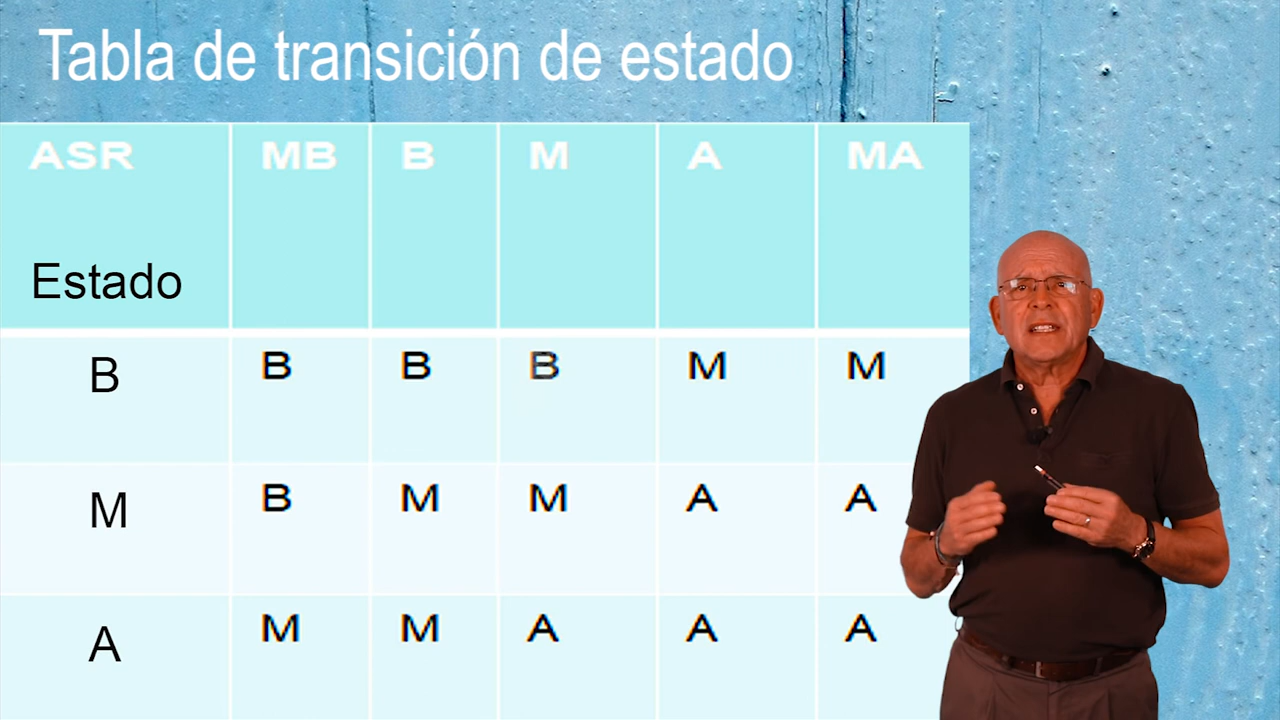 Tabla de transición de estado
ASR MB B M A MA
Estado
B B B B M M
M B M M A A
A M M A A A